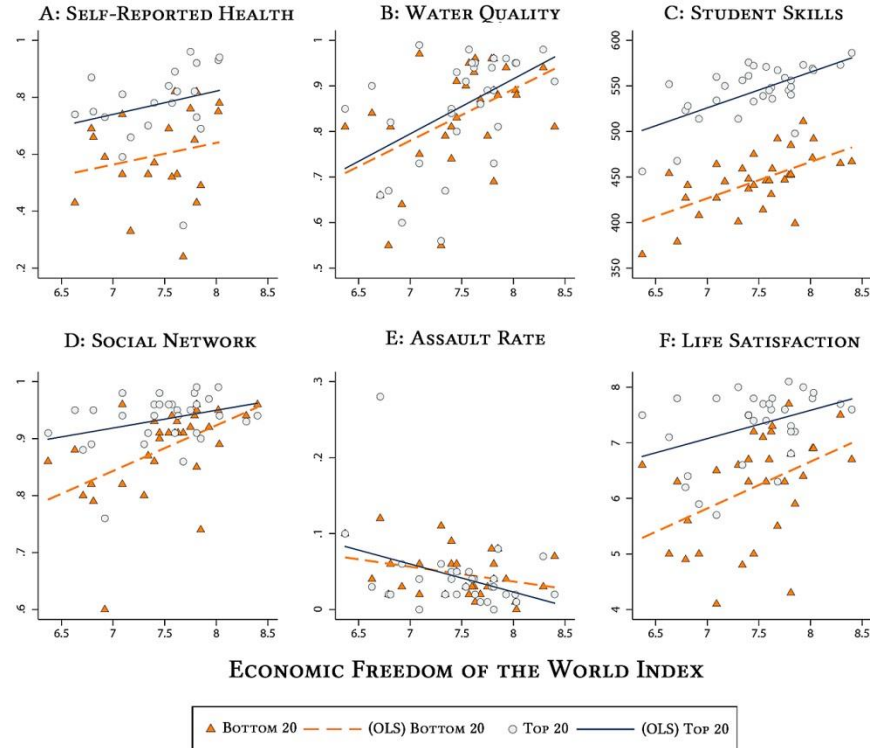 A: Self-Reported Health
B: Water Quality
C: Student Skills
1
.8
.6
.4
.2
6.5 7 7.5 8 8.5
1
.9
.8
.7
.6
.5
6.5 7 7.5 8 8.5
600
550
500
450
400
350
6.5 7 7.5 8 8.5
D: Social Network
E: Assault Rate
F: Life Satisfaction
1
.9
.8
.7
.6
6.5 7 7.5 8 8.5
.3
.2
.1
0
6.5 7 7.5 8 8.5
8
7
6
5
4
6.5 7 7.5 8 8.5
Economic Freedom of the World Index
Bottom 20 (OLS) Bottom 20 Top 20 (OLS) Top 20